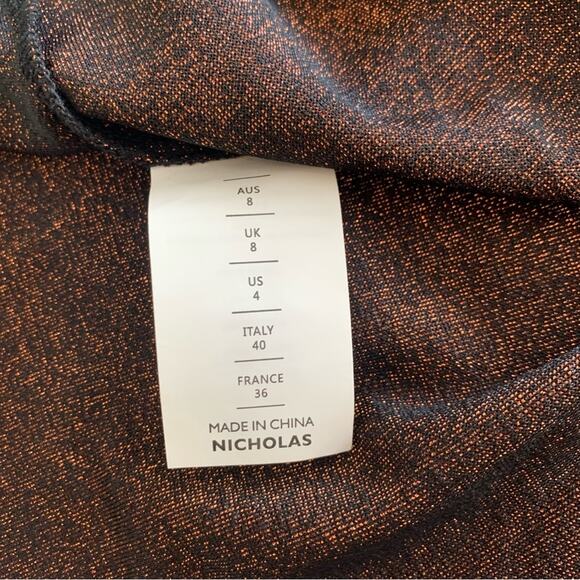 AUS
8
UK
8
US
4
ITALY
40
FRANCE
36
MADE IN CHINA
NICHOLAS